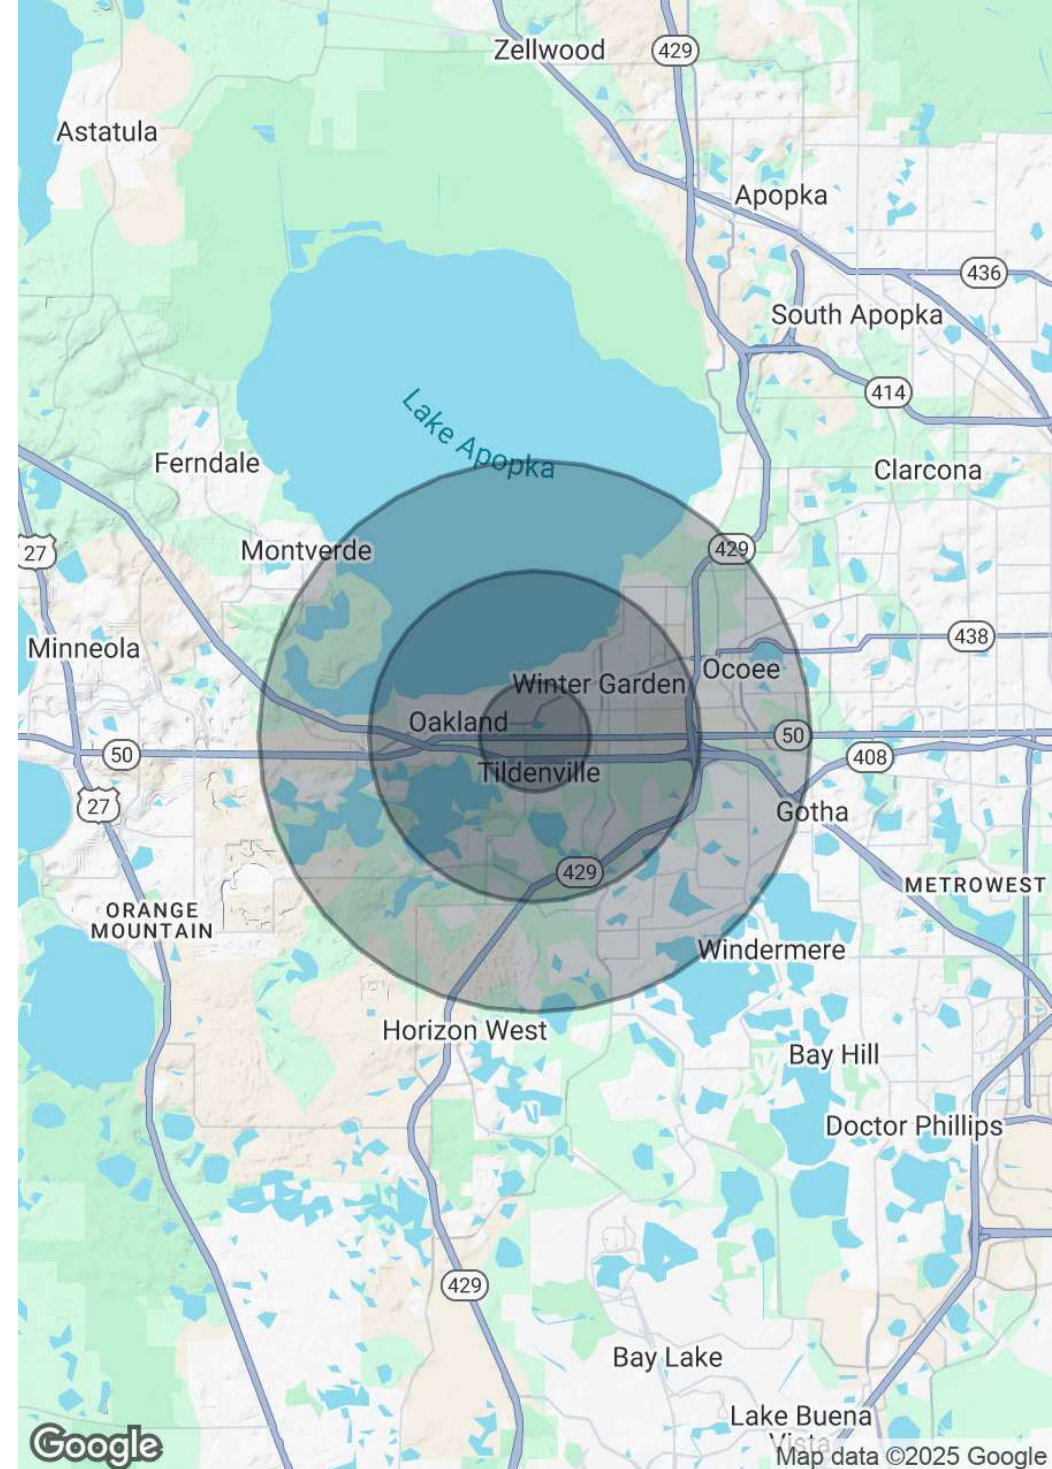 Zellwood
429
Astatula
Apopka
436
South Apopka
414
Lake Apopka
Ferndale
Clarcona
27
Montverde
429
438
Minneola
Ocoee
Winter Garden
Oakland
50
50
408
Tildenville
27
Gotha
429
METROWEST
ORANGE
MOUNTAIN
Windermere
Horizon West
Bay Hill
Doctor Phillips
429
Bay Lake
Lake Buena
Vista
Google
Map data ©2025 Google